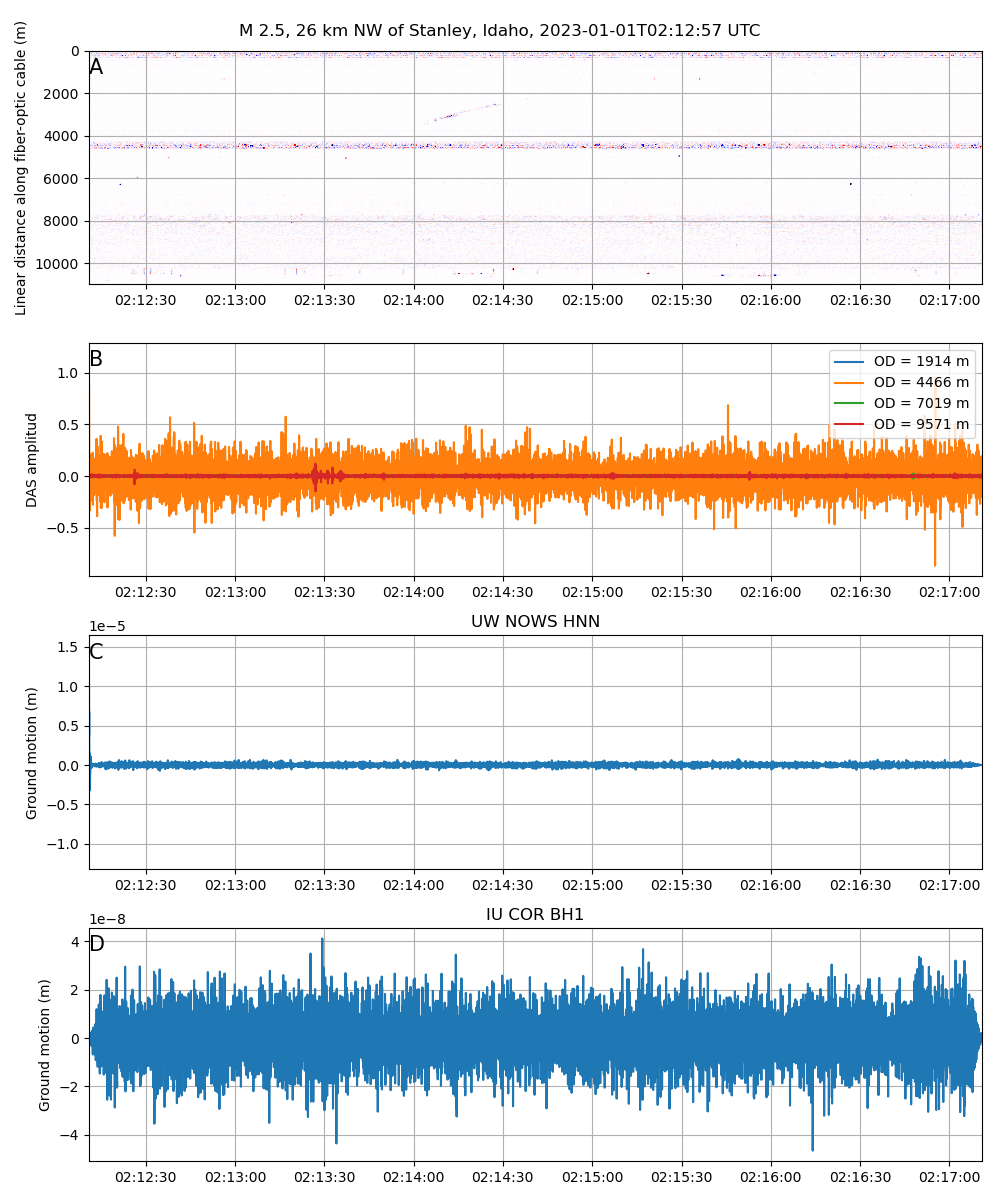 M 2.5, 26 km NW of Stanley, Idaho, 2023-01-01T02:12:57 UTC
A
Linear distance along fiber-optic cable (m)
0
2000
4000
6000
8000
10000
02:12:30 02:13:00 02:13:30 02:14:00 02:14:30 02:15:00 02:15:30 02:16:00 02:16:30 02:17:00
B
DAS amplitud
1.0
0.5
0.0
−0.5
OD = 1914 m
OD = 4466 m
OD = 7019 m
OD = 9571 m
02:12:30 02:13:00 02:13:30 02:14:00 02:14:30 02:15:00 02:15:30 02:16:00 02:16:30 02:17:00
UW NOWS HNN
1e−5
C
Ground motion (m)
1.5
1.0
0.5
0.0
−0.5
−1.0
02:12:30 02:13:00 02:13:30 02:14:00 02:14:30 02:15:00 02:15:30 02:16:00 02:16:30 02:17:00
IU COR BH1
1e−8
D
Ground motion (m)
4
2
0
−2
−4
02:12:30 02:13:00 02:13:30 02:14:00 02:14:30 02:15:00 02:15:30 02:16:00 02:16:30 02:17:00